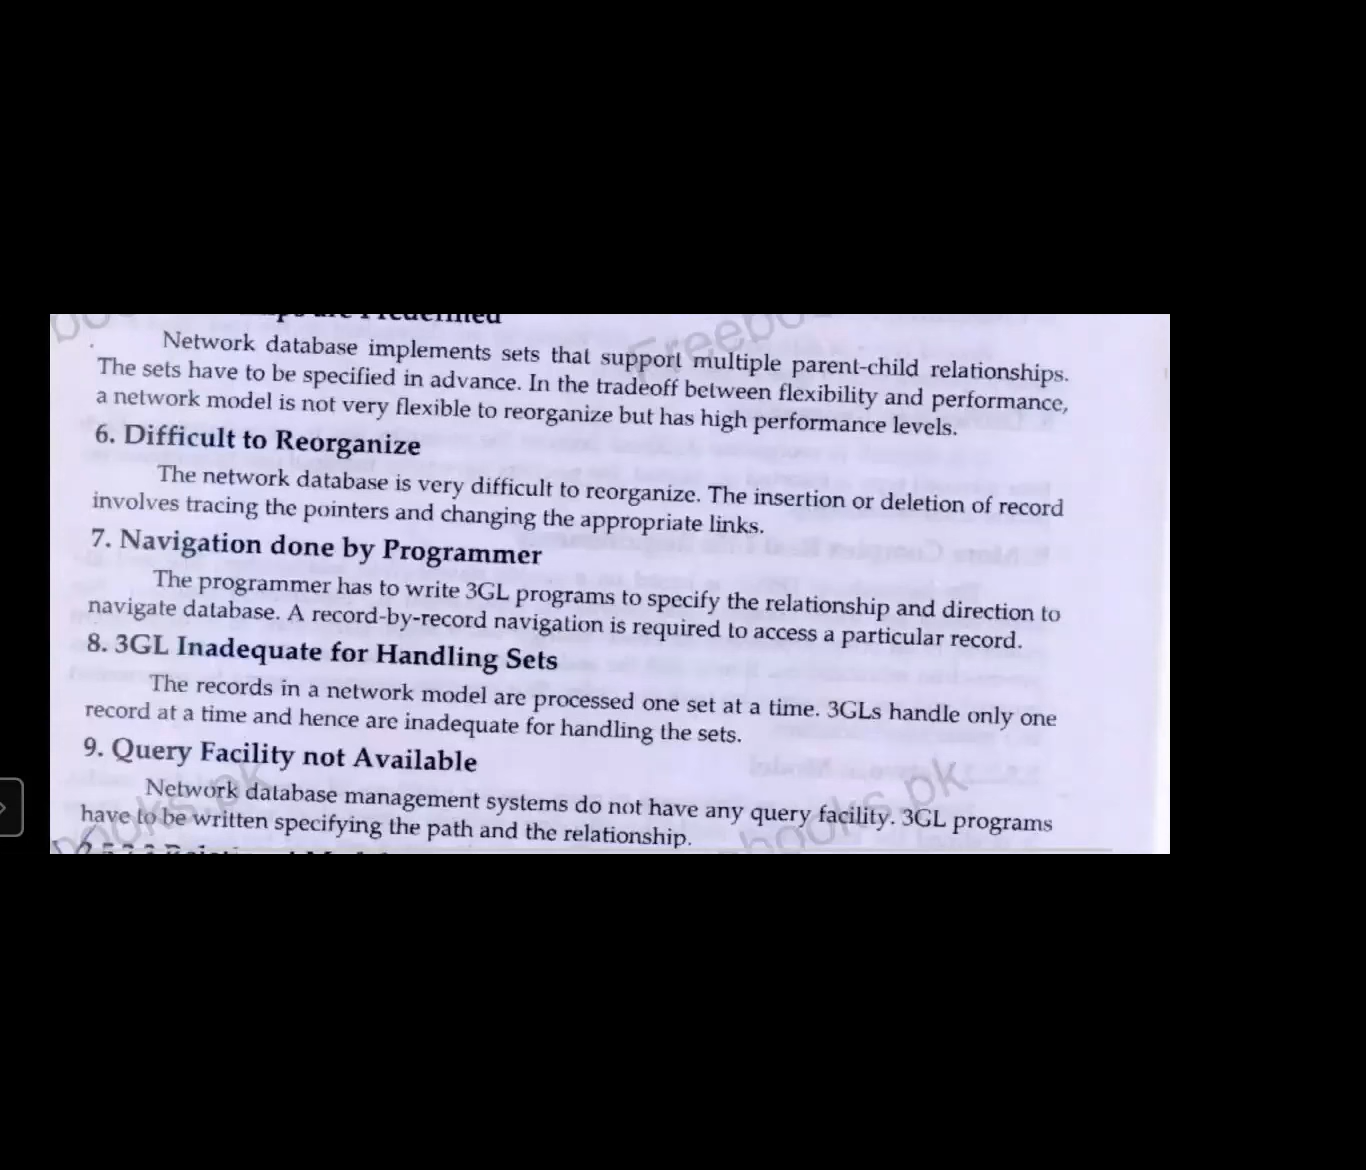 are Predefined
Network database implements sets that support multiple parent-child relationships.
The sets have to be specified in advance. In the tradeoff between flexibility and performance,
a network model is not very flexible to reorganize but has high performance levels.
6. Difficult to Reorganize
The network database is very difficult to reorganize. The insertion or deletion of record
involves tracing the pointers and changing the appropriate links.
7. Navigation done by Programmer
The programmer has to write 3GL programs to specify the relationship and direction to
navigate database. A record-by-record navigation is required to access a particular record.
8. 3GL Inadequate for Handling Sets
The records in a network model are processed one set at a time. 3GLs handle only one
record at a time and hence are inadequate for handling the sets.
9. Query Facility not Available
Network database management systems do not have any query facility. 3GL programs
have to be written specifying the path and the relationship.